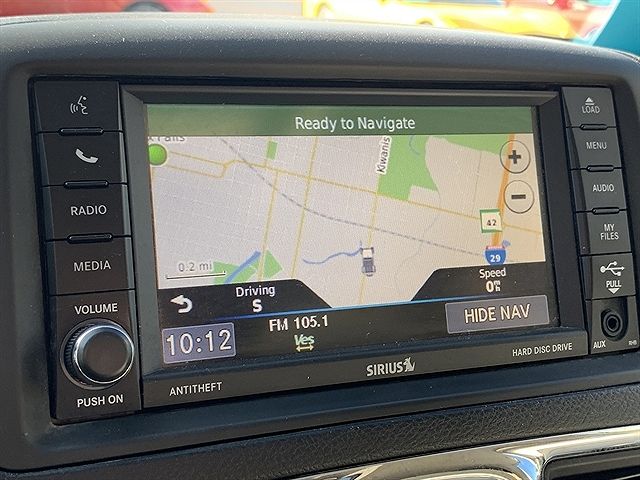 Ready to Navigate
LOAD
MENU
AUDIO
MY
FILES
PULL
AUX
RADIO
MEDIA
VOLUME
PUSH ON
Kiwanis
+
−
42
29
0.2 mi
Driving
S
Speed
0
10:12
FM 105.1
Yes
HIDE NAV
ANTITHEFT
SIRIUS
HARD DISC DRIVE